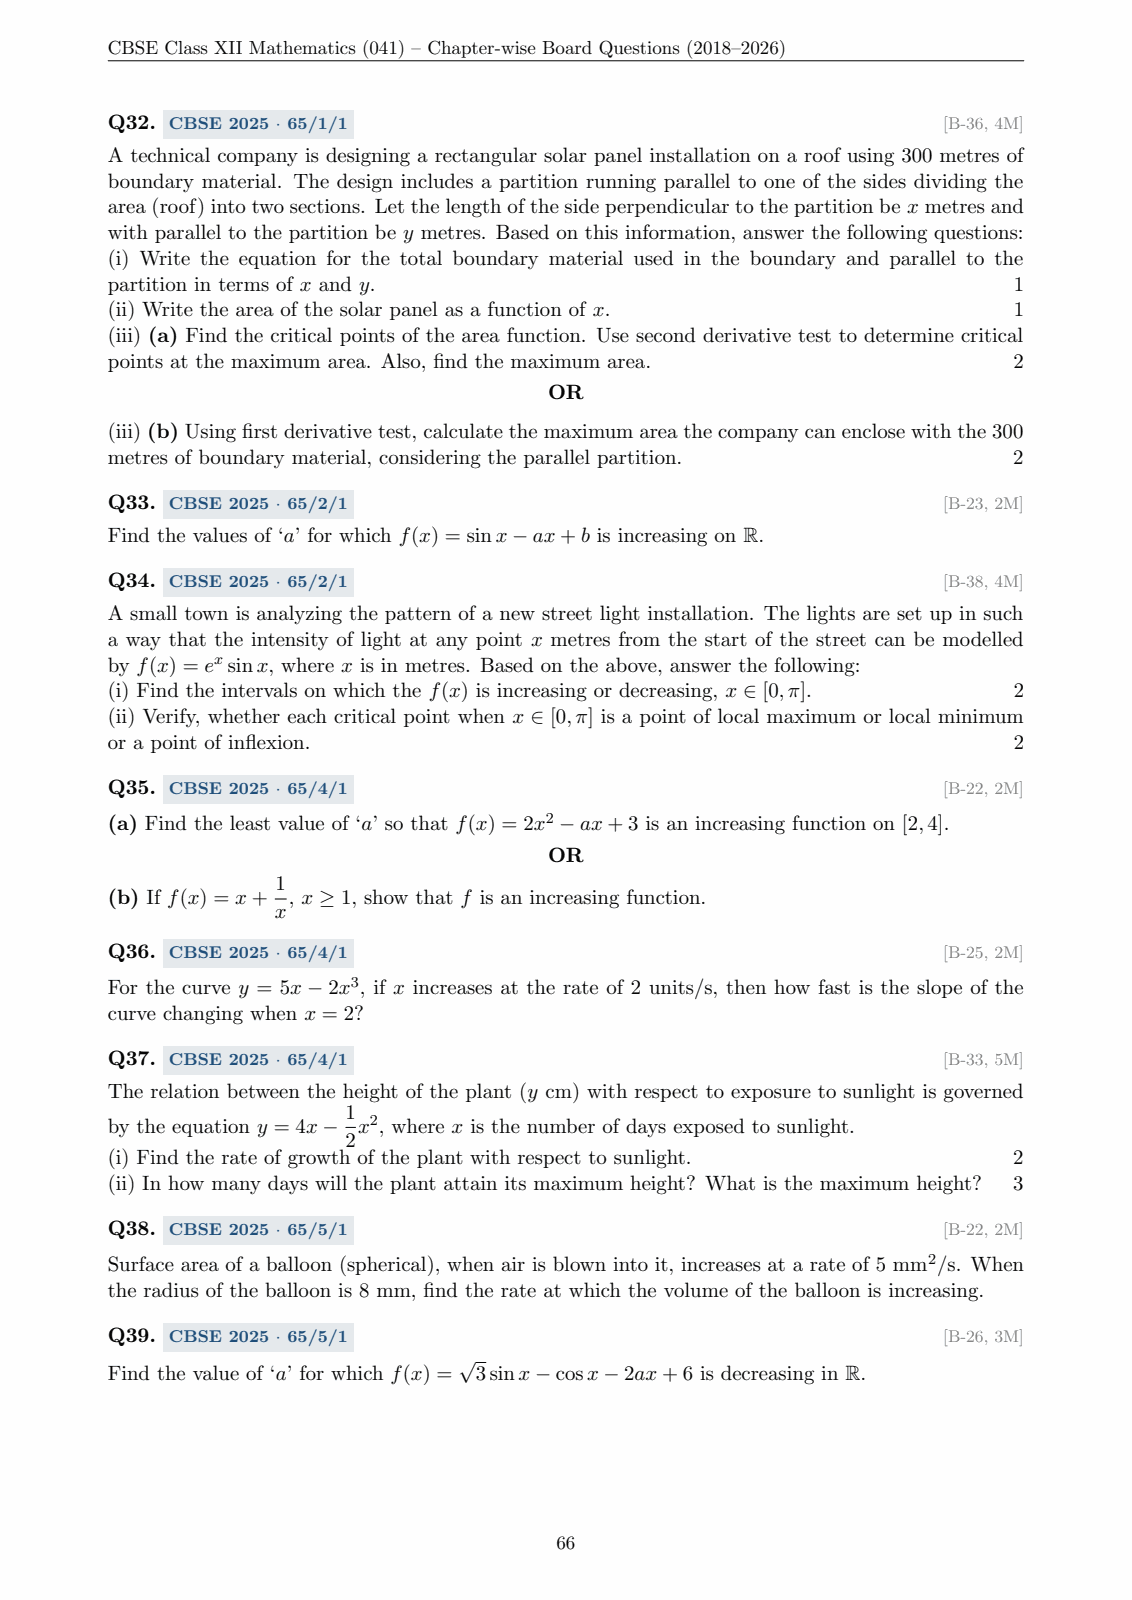 CBSE Class XII Mathematics (041) – Chapter-wise Board Questions (2018–2026)
Q32. CBSE 2025 · 65/1/1 [B-36, 4M]
A technical company is designing a rectangular solar panel installation on a roof using 300 metres of
boundary material. The design includes a partition running parallel to one of the sides dividing the
area (roof) into two sections. Let the length of the side perpendicular to the partition be x metres and
with parallel to the partition be y metres. Based on this information, answer the following questions:
(i) Write the equation for the total boundary material used in the boundary and parallel to the
partition in terms of x and y. 1
(ii) Write the area of the solar panel as a function of x. 1
(iii) (a) Find the critical points of the area function. Use second derivative test to determine critical
points at the maximum area. Also, find the maximum area. 2
OR
(iii) (b) Using first derivative test, calculate the maximum area the company can enclose with the 300
metres of boundary material, considering the parallel partition. 2
Q33. CBSE 2025 · 65/2/1 [B-23, 2M]
Find the values of ‘a’ for which f(x) = sin x − ax + b is increasing on ℝ.
Q34. CBSE 2025 · 65/2/1 [B-38, 4M]
A small town is analyzing the pattern of a new street light installation. The lights are set up in such
a way that the intensity of light at any point x metres from the start of the street can be modelled
by f(x) = eˣ sin x, where x is in metres. Based on the above, answer the following:
(i) Find the intervals on which the f(x) is increasing or decreasing, x ∈ [0, π]. 2
(ii) Verify, whether each critical point when x ∈ [0, π] is a point of local maximum or local minimum
or a point of inflexion. 2
Q35. CBSE 2025 · 65/4/1 [B-22, 2M]
(a) Find the least value of ‘a’ so that f(x) = 2x² − ax + 3 is an increasing function on [2, 4].
OR
(b) If f(x) = x + 1/x, x ≥ 1, show that f is an increasing function.
Q36. CBSE 2025 · 65/4/1 [B-25, 2M]
For the curve y = 5x − 2x³, if x increases at the rate of 2 units/s, then how fast is the slope of the
curve changing when x = 2?
Q37. CBSE 2025 · 65/4/1 [B-33, 5M]
The relation between the height of the plant (y cm) with respect to exposure to sunlight is governed
by the equation y = 4x − 1/2 x², where x is the number of days exposed to sunlight.
(i) Find the rate of growth of the plant with respect to sunlight. 2
(ii) In how many days will the plant attain its maximum height? What is the maximum height? 3
Q38. CBSE 2025 · 65/5/1 [B-22, 2M]
Surface area of a balloon (spherical), when air is blown into it, increases at a rate of 5 mm²/s. When
the radius of the balloon is 8 mm, find the rate at which the volume of the balloon is increasing.
Q39. CBSE 2025 · 65/5/1 [B-26, 3M]
Find the value of ‘a’ for which f(x) = √3 sin x − cos x − 2ax + 6 is decreasing in ℝ.
66